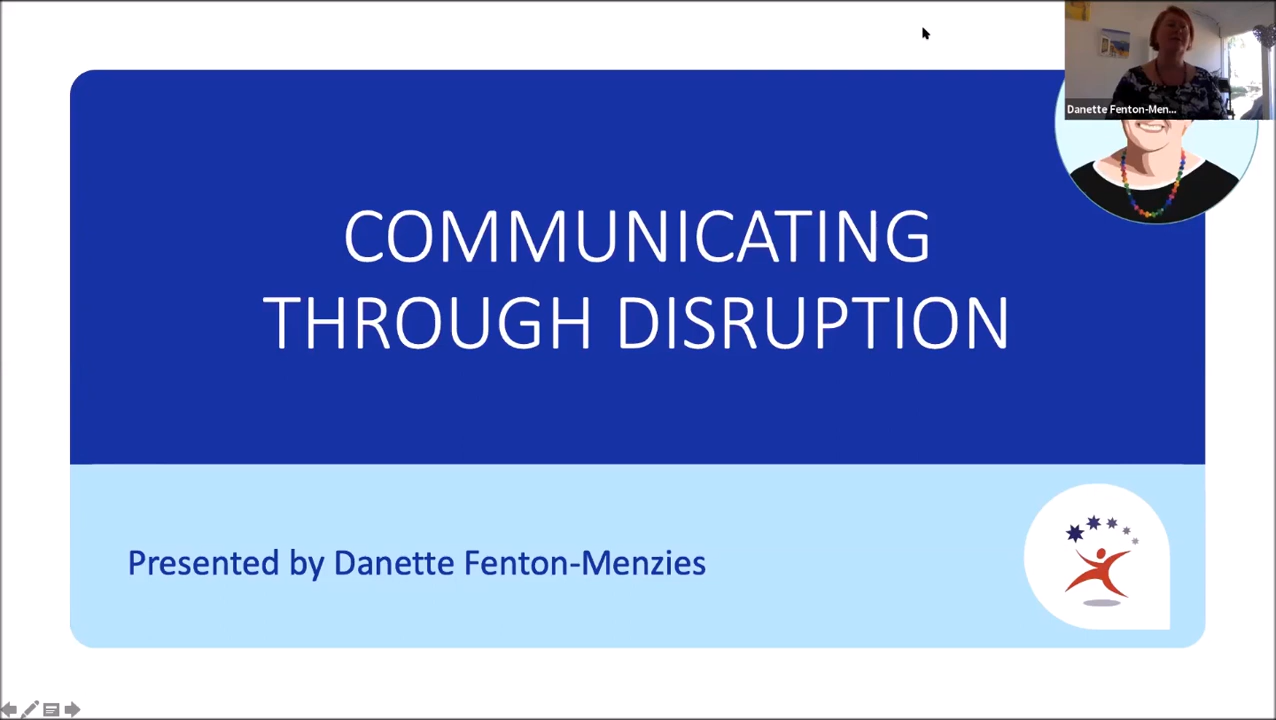 Danette Fenton-Men...
COMMUNICATING
THROUGH DISRUPTION
Presented by Danette Fenton-Menzies